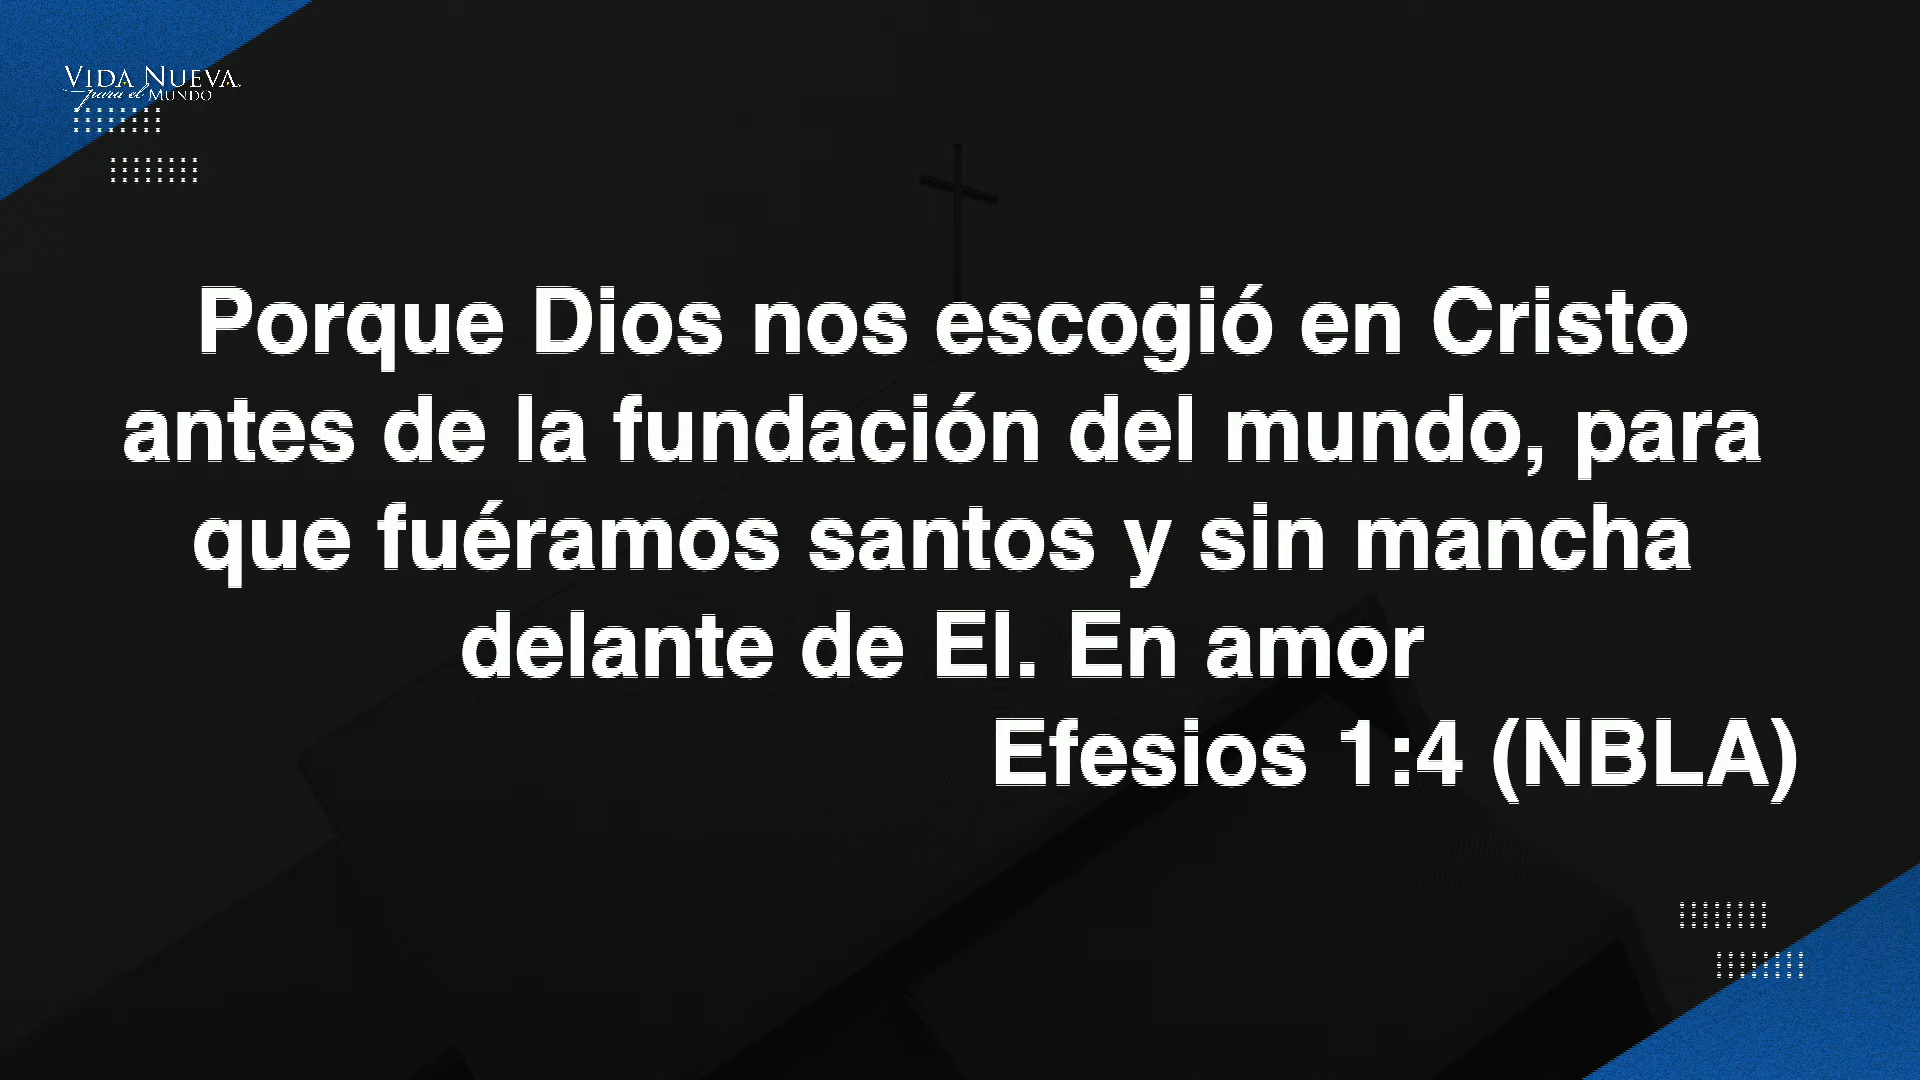 VIDA NUEVA
para el MUNDO
Porque Dios nos escogió en Cristo
antes de la fundación del mundo, para
que fuéramos santos y sin mancha
delante de El. En amor
Efesios 1:4 (NBLA)